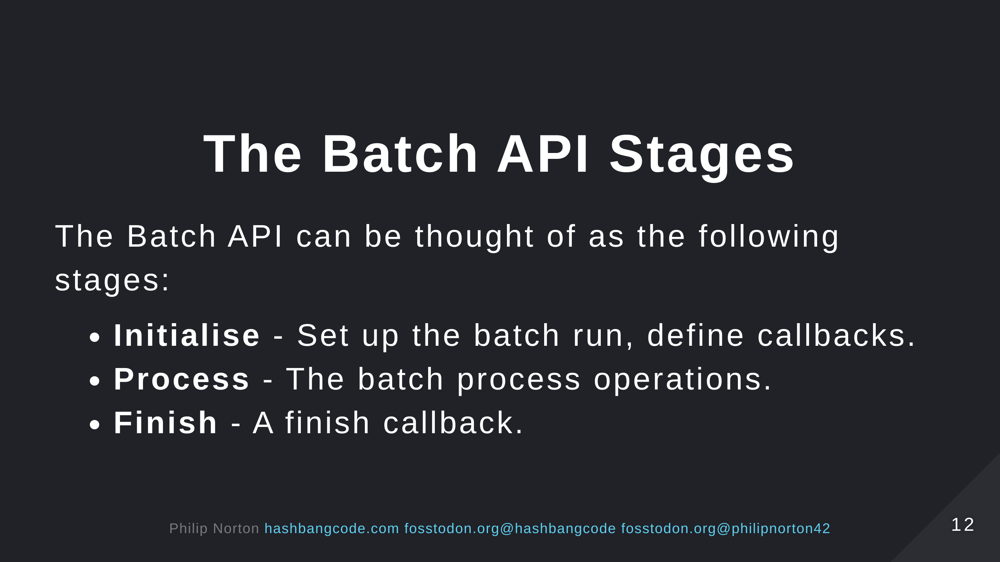 The Batch API Stages
The Batch API can be thought of as the following
stages:
• Initialise - Set up the batch run, define callbacks.
• Process - The batch process operations.
• Finish - A finish callback.
Philip Norton hashbangcode.com fosstodon.org@hashbangcode fosstodon.org@philipnorton42
12